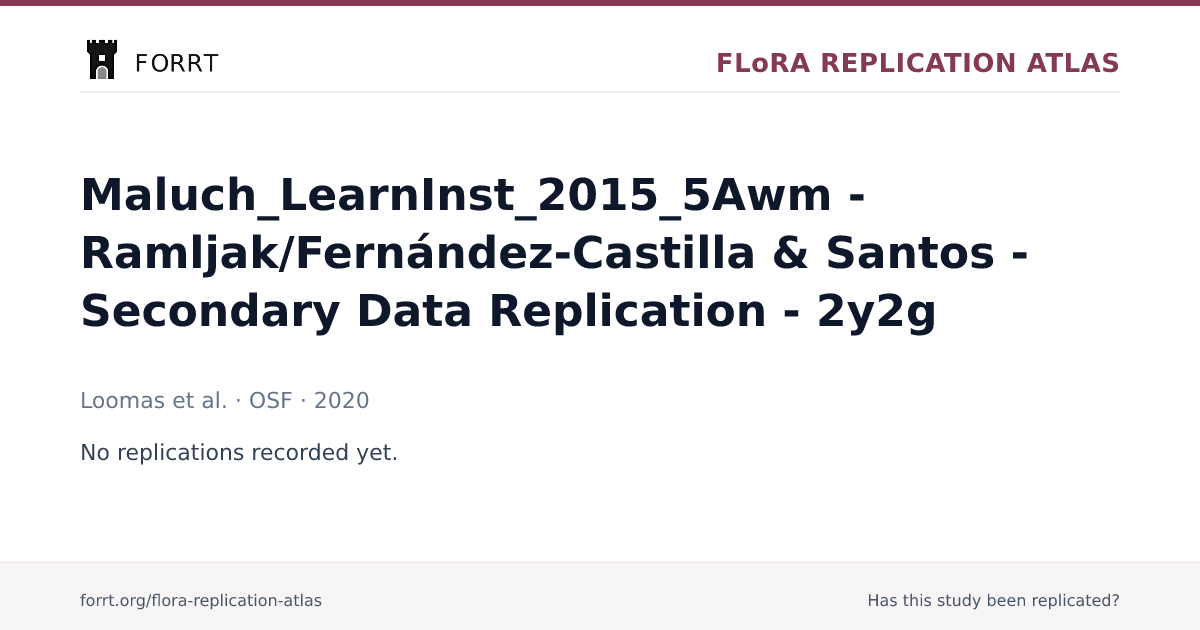 FORRT
FLoRA REPLICATION ATLAS
Maluch_LearnInst_2015_5Awm -
Ramljak/Fernández-Castilla & Santos -
Secondary Data Replication - 2y2g
Loomas et al. · OSF · 2020
No replications recorded yet.
forrt.org/flora-replication-atlas
Has this study been replicated?